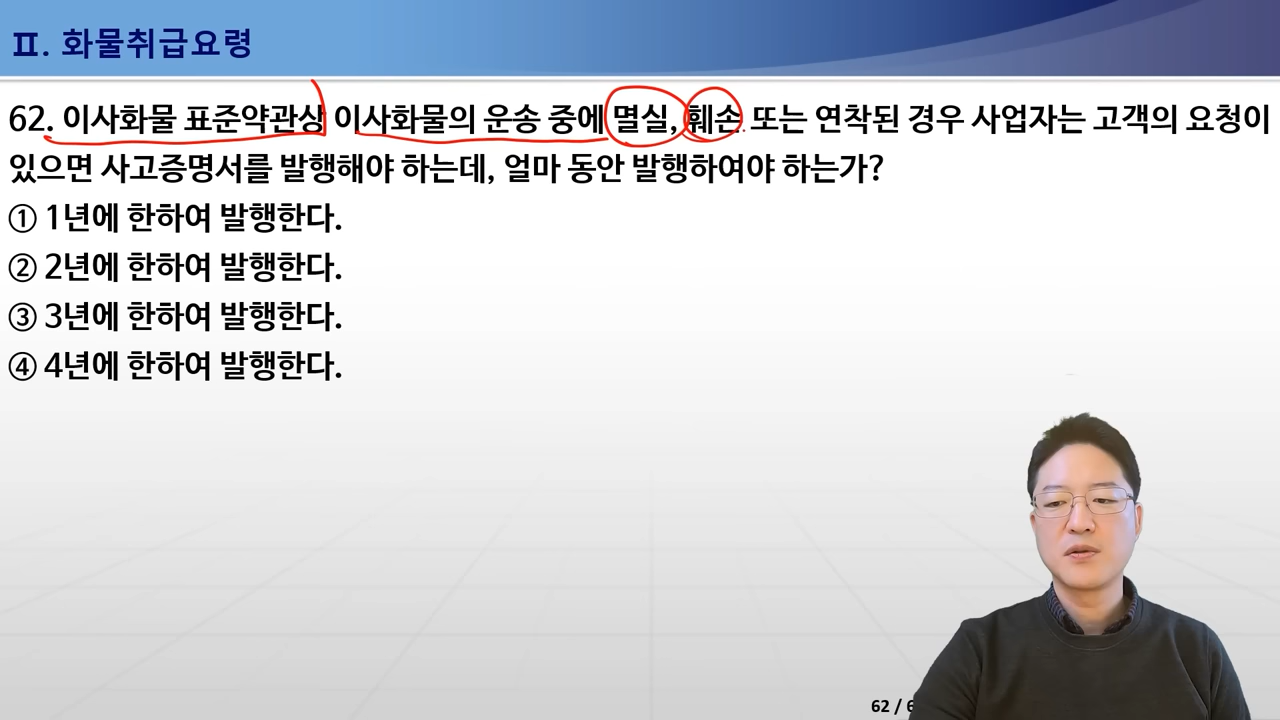 Ⅱ. 화물취급요령
62. 이사화물 표준약관상 이사화물의 운송 중에 멸실, 훼손. 또는 연착된 경우 사업자는 고객의 요청이
있으면 사고증명서를 발행해야 하는데, 얼마 동안 발행하여야 하는가?
① 1년에 한하여 발행한다.
② 2년에 한하여 발행한다.
③ 3년에 한하여 발행한다.
④ 4년에 한하여 발행한다.
62 /